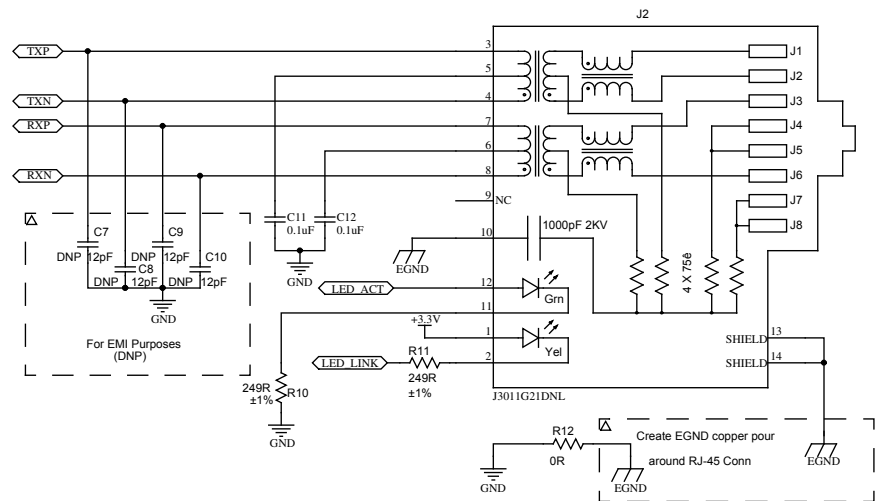 J2
TXP
3
J1
5
J2
TXN
4
J3
RXP
7
J4
6
J5
RXN
8
J6
9
NC
J7
J8
C11
0.1uF
C12
0.1uF
10
1000pF 2KV
EGND
GND
4 X 75ê
C7
DNP 12pF
C9
DNP 12pF
C8
DNP 12pF
C10
12pF
GND
For EMI Purposes
(DNP)
LED_ACT
12
Grn
11
+3.3V
1
Yel
LED_LINK
R11
2
249R
±1%
249R
±1%
R10
GND
SHIELD
13
SHIELD
14
J3011G21DNL
R12
0R
GND
EGND
Create EGND copper pour
around RJ-45 Conn
EGND